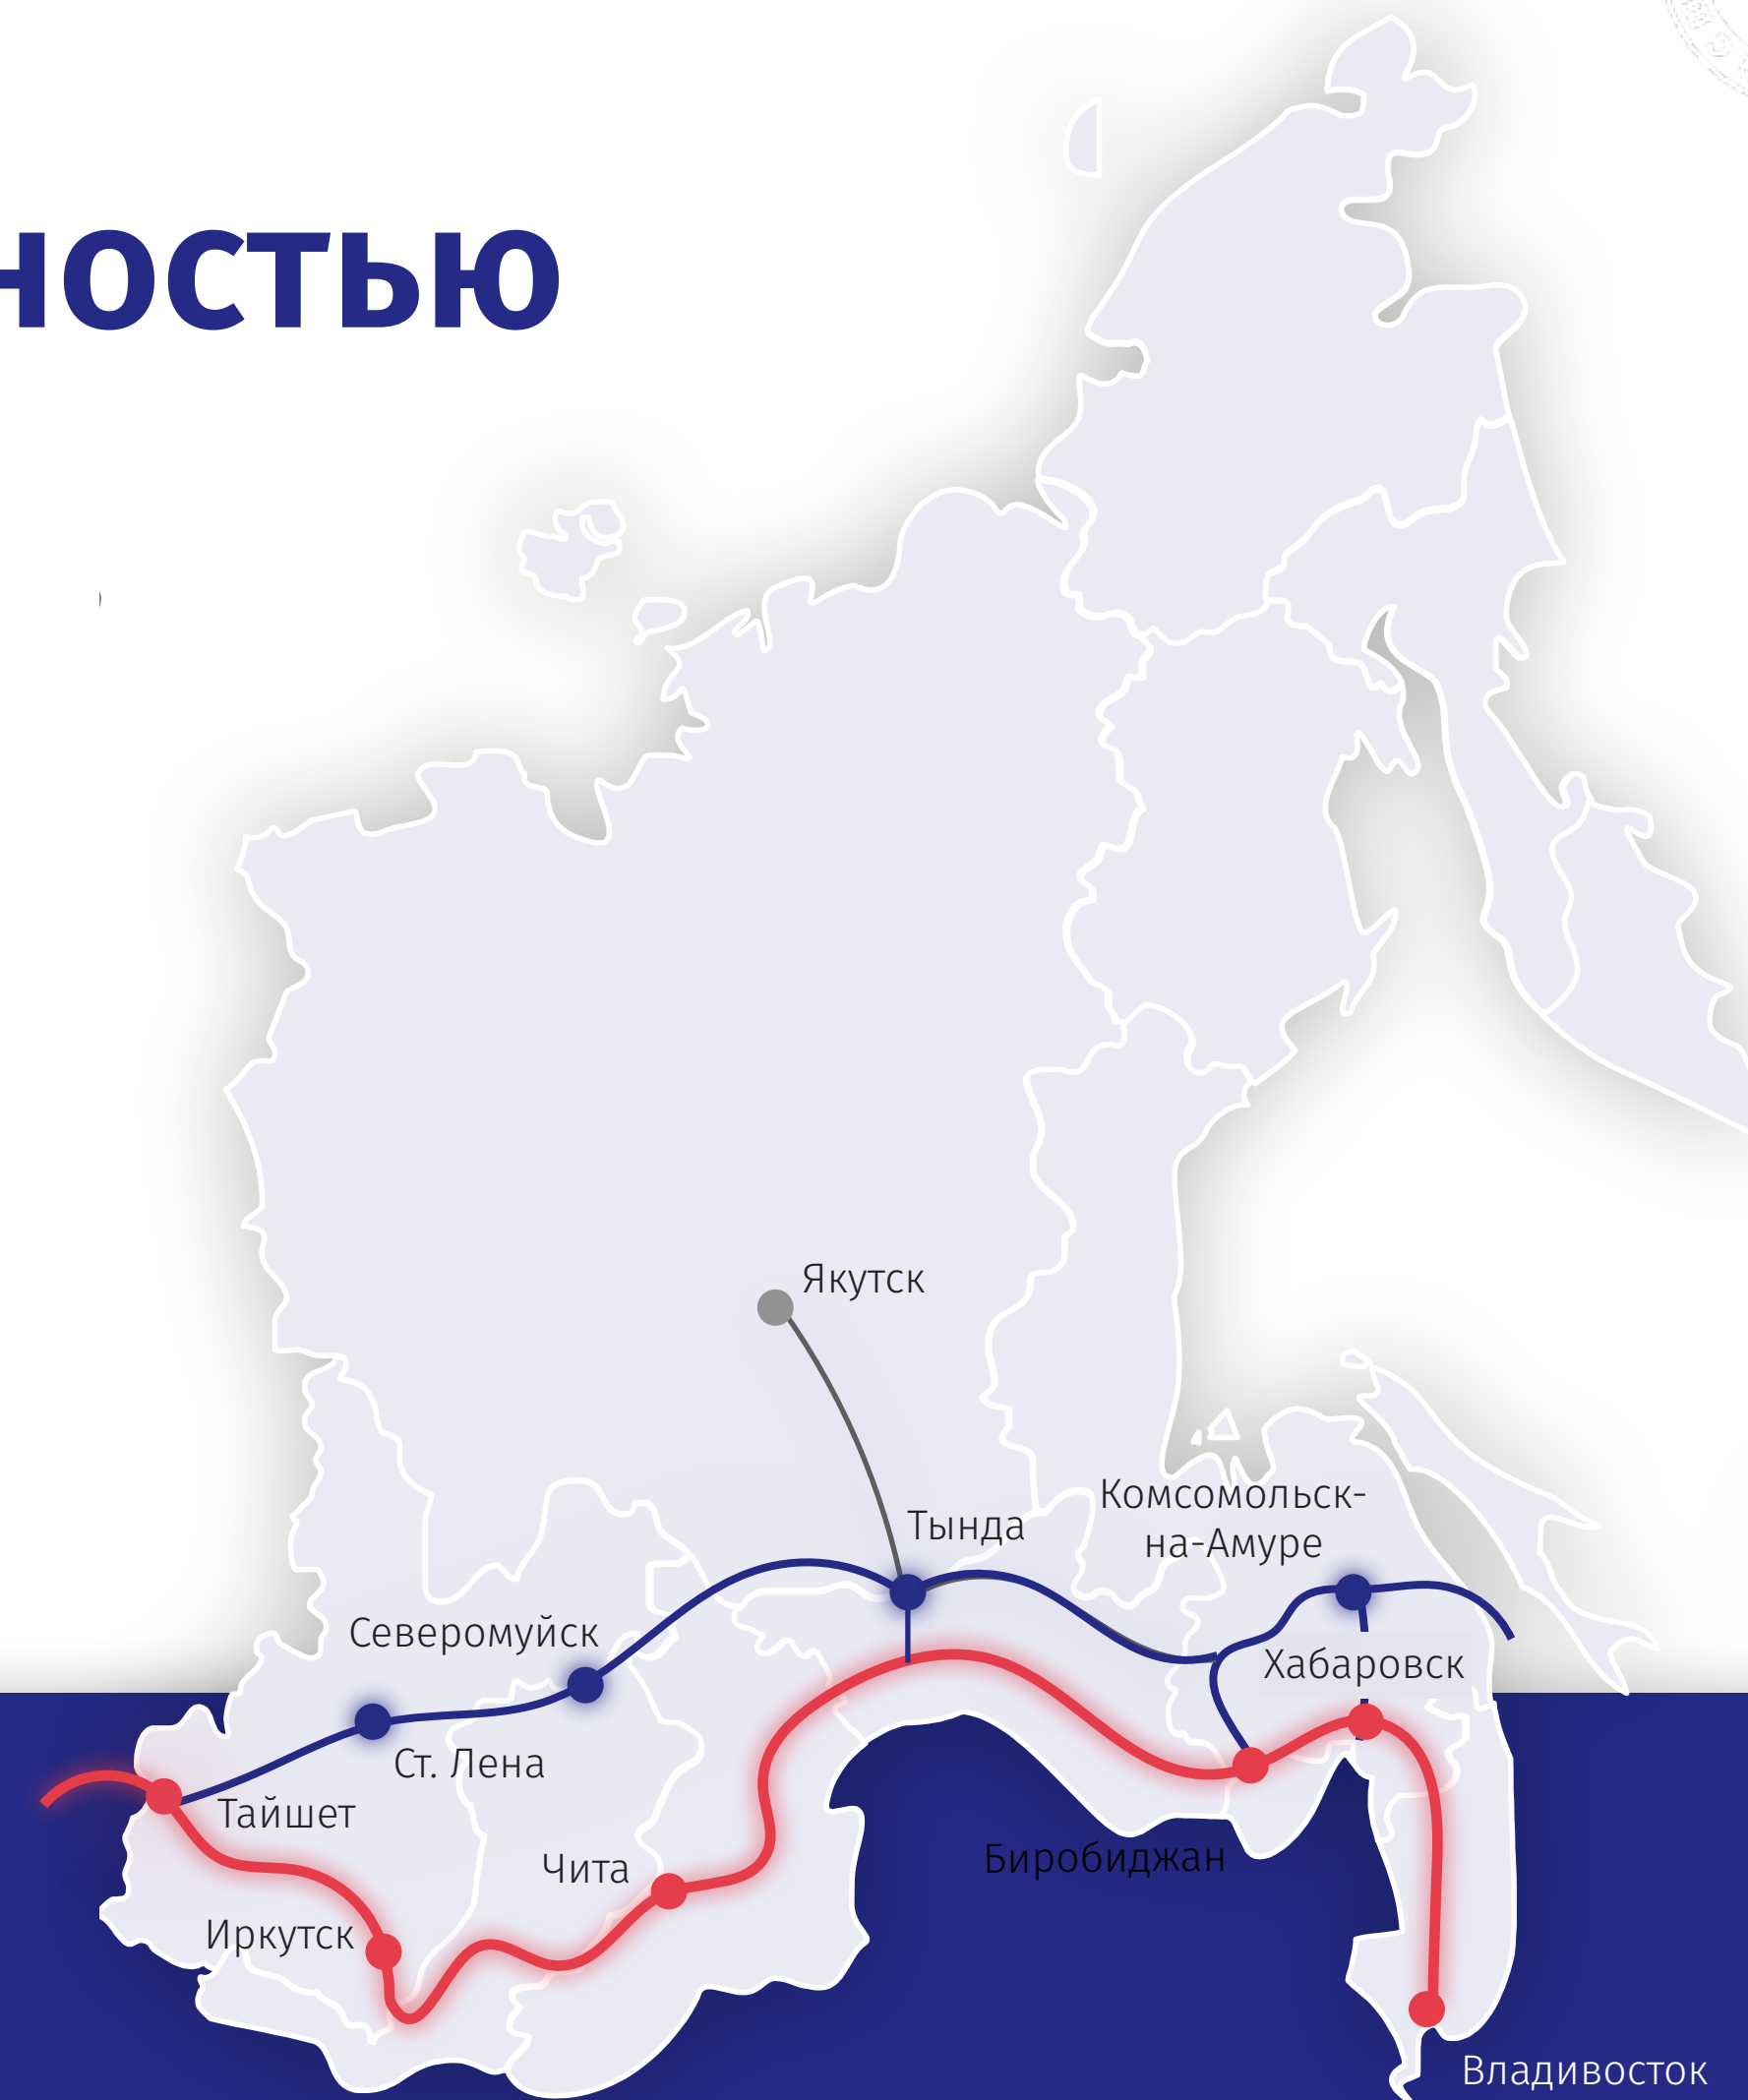 ностью
Якутск
Комсомольск-
на-Амуре
Тында
Северомуйск
Хабаровск
Ст. Лена
Тайшет
Биробиджан
Чита
Иркутск
Владивосток